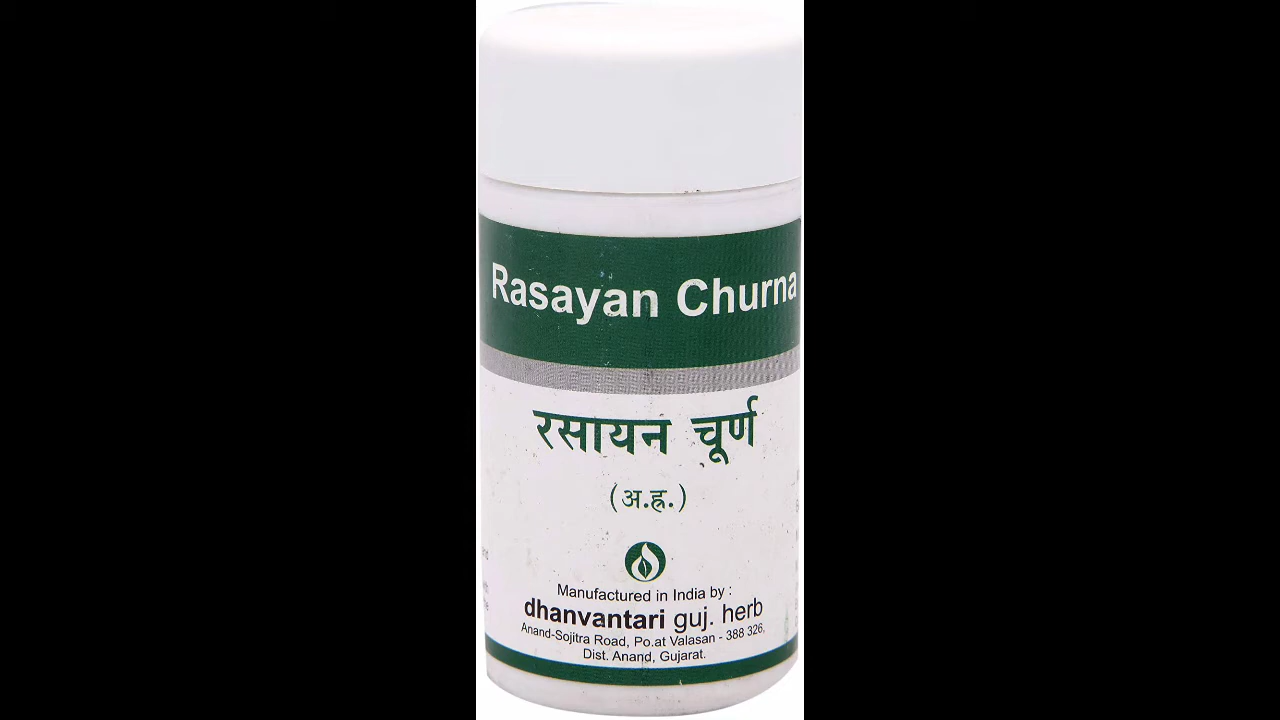 Rasayan Churna
रसायन चूर्ण
(अ.ह्र.)
Manufactured in India by :
dhanvantari guj. herb
Anand-Sojitra Road, Po.at Valasan - 388 326,
Dist. Anand, Gujarat.